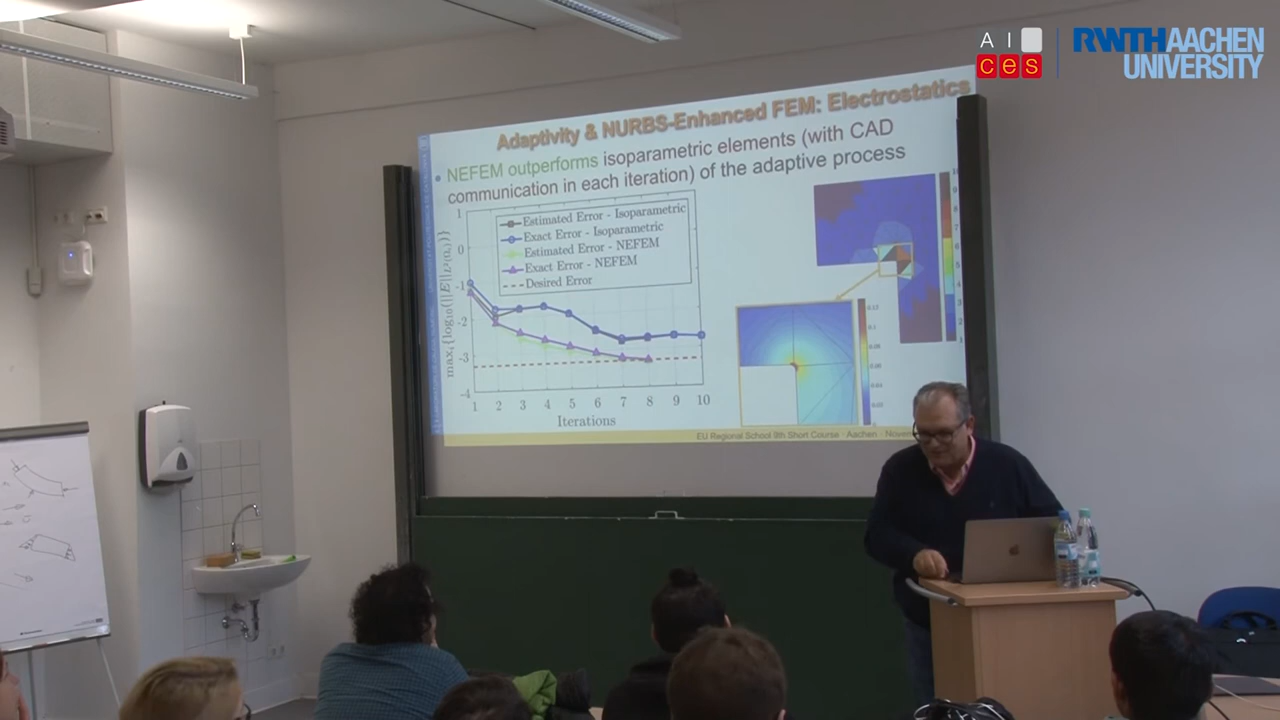 AI
ces
RWTH AACHEN
UNIVERSITY
Adaptivity & NURBS-Enhanced FEM: Electrostatics
• NEFEM outperforms isoparametric elements (with CAD
communication in each iteration) of the adaptive process
Estimated Error - Isoparametric
Exact Error - Isoparametric
Estimated Error - NEFEM
Exact Error - NEFEM
Desired Error
1
0
-1
-2
-3
-4
1 2 3 4 5 6 7 8 9 10
Iterations
EU Regional School 9th Short Course · Aachen ·